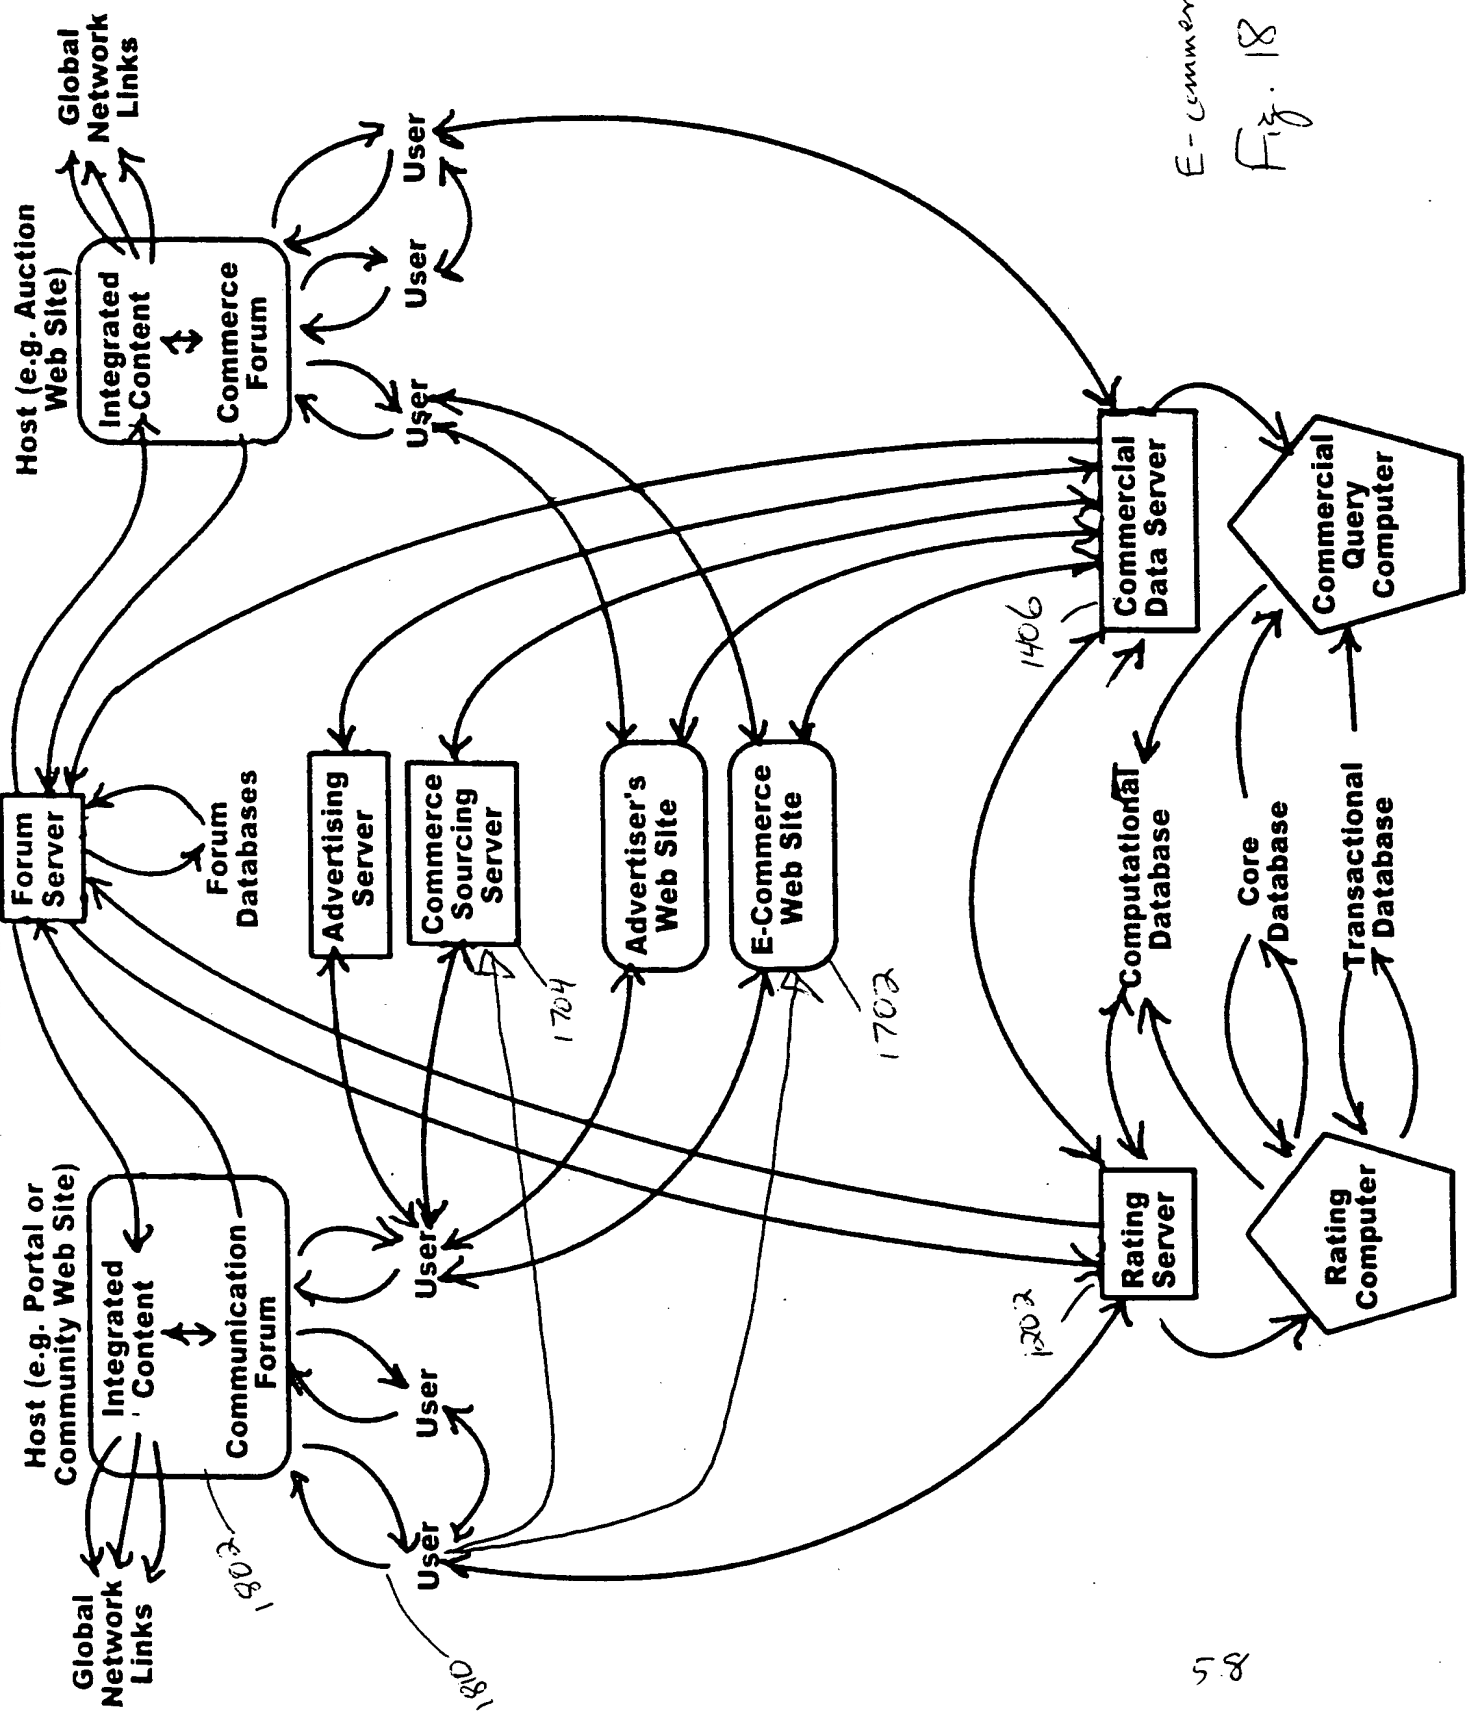 Host (e.g. Portal or
Community Web Site)
Global
Network
Links
Integrated
Content
Communication
Forum
1802
1810
User
User
User
Forum
Server
Forum
Databases
Host (e.g. Auction
Web Site)
Integrated
Content
Commerce
Forum
Global
Network
Links
User
User
User
Advertising
Server
Commerce
Sourcing
Server
1704
Advertiser's
Web Site
E-Commerce
Web Site
1702
1202
Rating
Server
Rating
Computer
Computational
Database
Core
Database
Transactional
Database
1406
Commercial
Data Server
Commercial
Query
Computer
58
Fig. 18